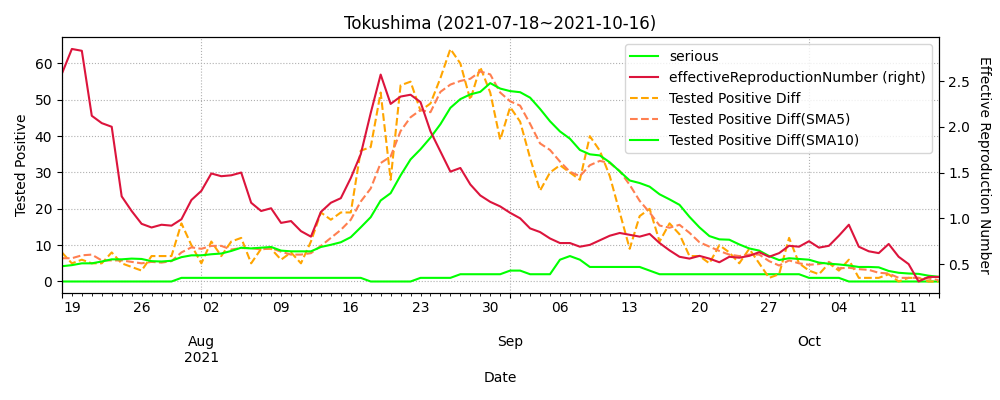 Tokushima (2021-07-18~2021-10-16)
serious
effectiveReproductionNumber (right)
Tested Positive Diff
Tested Positive Diff(SMA5)
Tested Positive Diff(SMA10)
Tested Positive
60
50
40
30
20
10
0
2.5
2.0
1.5
1.0
0.5
Effective Reproduction Number
19 26 02 09 16 23 30 06 13 20 27 04 11
Aug Sep Oct
2021
Date